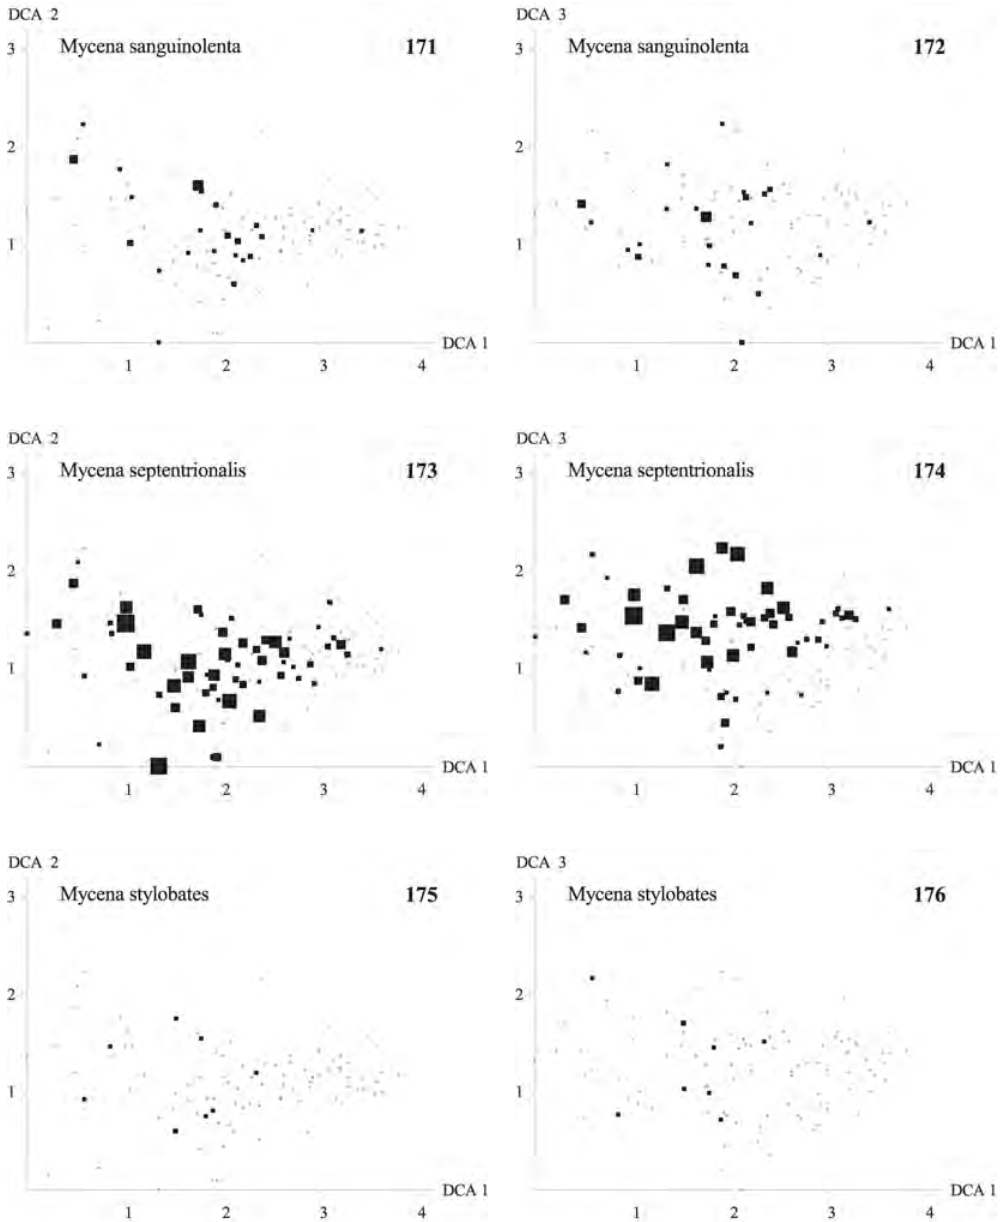 DCA 2
Mycena sanguinolenta 171
3
2
1
DCA 1
1 2 3 4
DCA 3
Mycena sanguinolenta 172
3
2
1
DCA 1
1 2 3 4
DCA 2
Mycena septentrionalis 173
3
2
1
DCA 1
1 2 3 4
DCA 3
Mycena septentrionalis 174
3
2
1
DCA 1
1 2 3 4
DCA 2
Mycena stylobates 175
3
2
1
DCA 1
1 2 3 4
DCA 3
Mycena stylobates 176
3
2
1
DCA 1
1 2 3 4